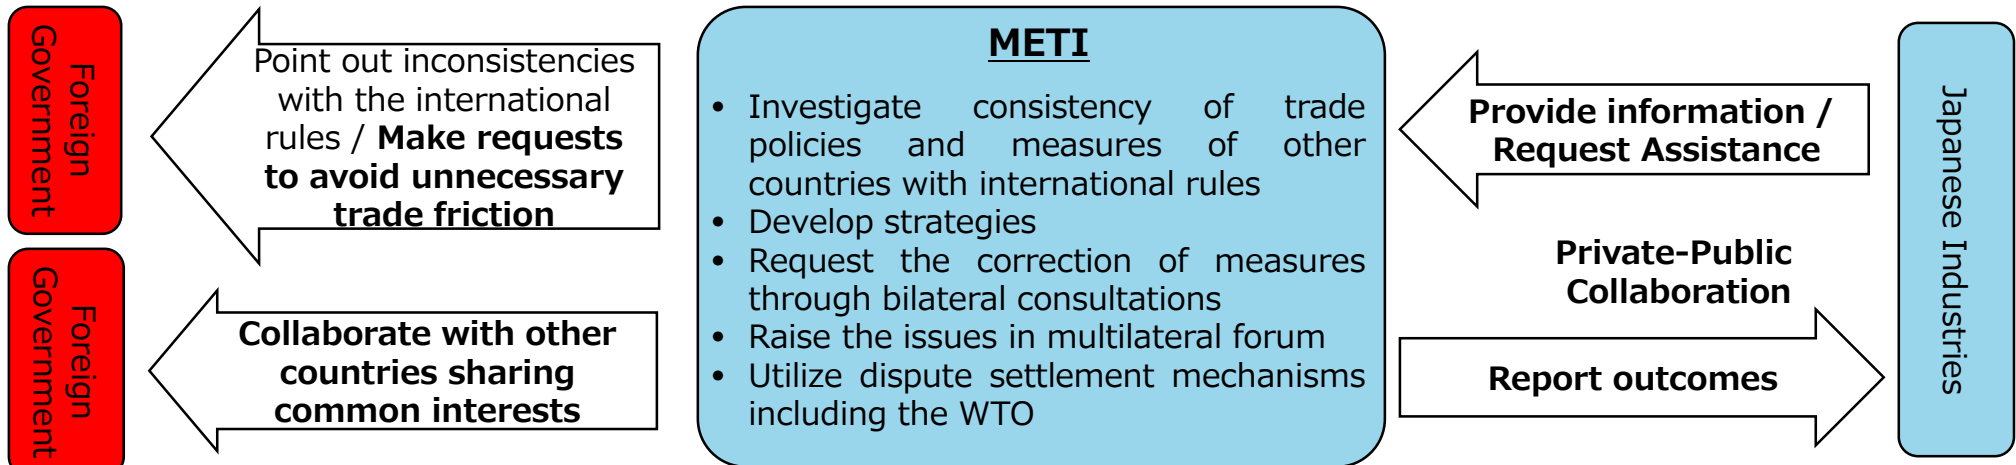 Foreign
Government
Point out inconsistencies
with the international
rules / Make requests
to avoid unnecessary
trade friction
Foreign
Government
Collaborate with other
countries sharing
common interests
METI
• Investigate consistency of trade
policies and measures of other
countries with international rules
• Develop strategies
• Request the correction of measures
through bilateral consultations
• Raise the issues in multilateral forum
• Utilize dispute settlement mechanisms
including the WTO
Provide information /
Request Assistance
Private-Public
Collaboration
Report outcomes
Japanese Industries